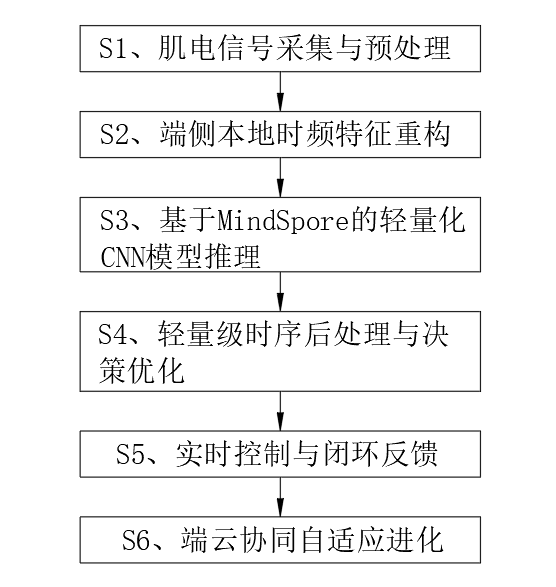 S1、肌电信号采集与预处理
S2、端侧本地时频特征重构
S3、基于MindSpore的轻量化
CNN模型推理
S4、轻量级时序后处理与决
策优化
S5、实时控制与闭环反馈
S6、端云协同自适应进化